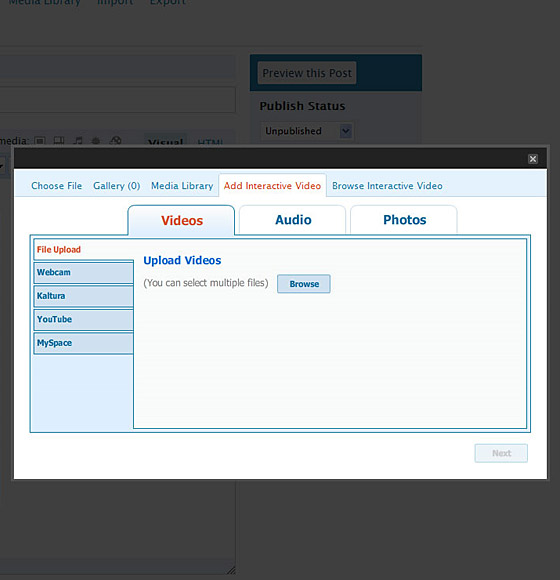 Media Library Import Export
Preview this Post
Publish Status
media: Visual HTML
Unpublished
Choose File Gallery (0) Media Library Add Interactive Video Browse Interactive Video
Videos Audio Photos
File Upload
Webcam
Kaltura
YouTube
MySpace
Upload Videos
(You can select multiple files) Browse
Next